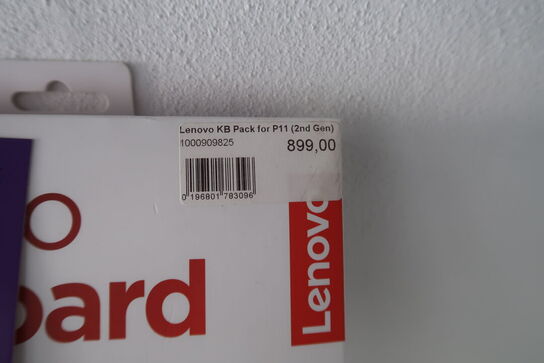 Lenovo KB Pack for P11 (2nd Gen)
1000909825
899,00
0 196801 783096
Lenovo
o
oard